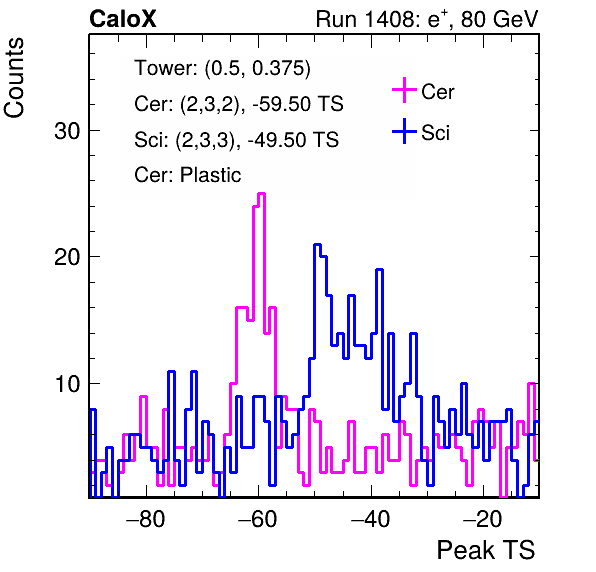 CaloX
Run 1408: e+, 80 GeV
Counts
Tower: (0.5, 0.375)
Cer: (2,3,2), -59.50 TS
Sci: (2,3,3), -49.50 TS
Cer: Plastic
Cer
Sci
30
20
10
−80 −60 −40 −20
Peak TS